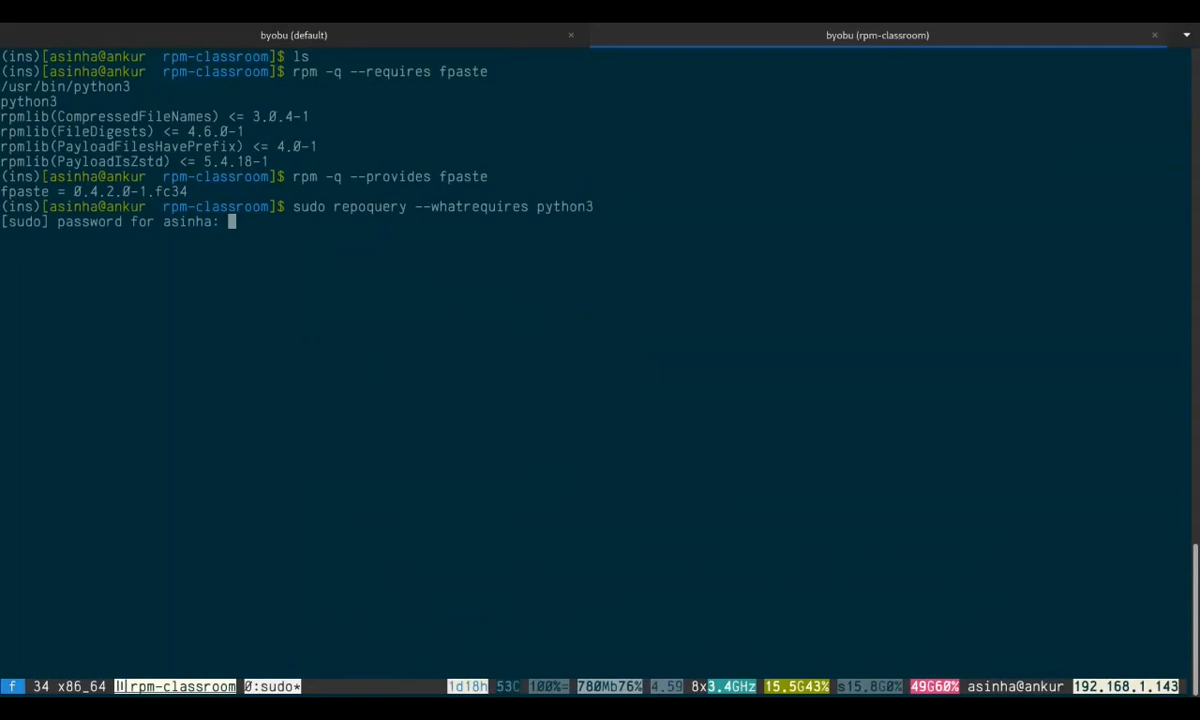 byobu (default) × byobu (rpm-classroom) ×
(ins)[asinha@ankur  rpm-classroom]$ ls
(ins)[asinha@ankur  rpm-classroom]$ rpm -q --requires fpaste
/usr/bin/python3
python3
rpmlib(CompressedFileNames) <= 3.0.4-1
rpmlib(FileDigests) <= 4.6.0-1
rpmlib(PayloadFilesHavePrefix) <= 4.0-1
rpmlib(PayloadIsZstd) <= 5.4.18-1
(ins)[asinha@ankur  rpm-classroom]$ rpm -q --provides fpaste
fpaste = 0.4.2.0-1.fc34
(ins)[asinha@ankur  rpm-classroom]$ sudo repoquery --whatrequires python3
[sudo] password for asinha:
f 34 x86_64 rpm-classroom 0:sudo* 1d18h 53C 100%= 780Mb76% 4.59 8x3.4GHz 15.5G43% s15.8G0% 49G60% asinha@ankur 192.168.1.143